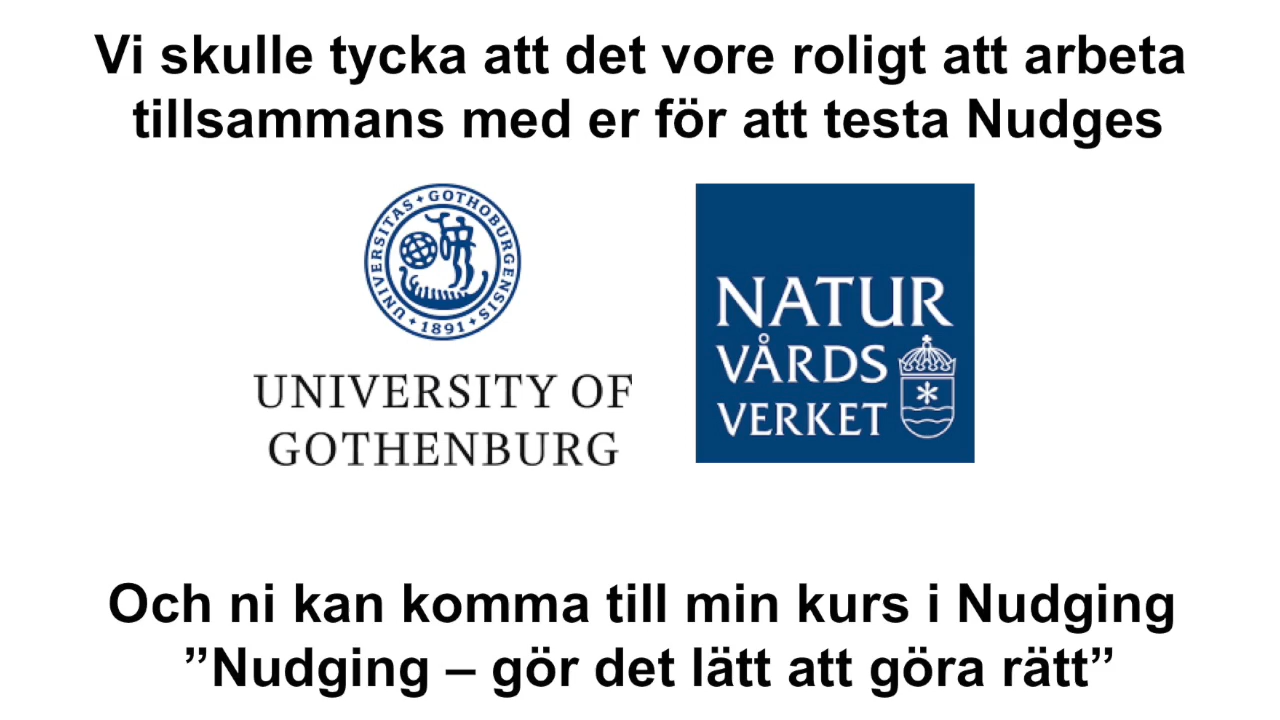 Vi skulle tycka att det vore roligt att arbeta
tillsammans med er för att testa Nudges
UNIVERSITAS GOTHOBURGENSIS
1891
UNIVERSITY OF
GOTHENBURG
NATUR
VÅRDS
VERKET
Och ni kan komma till min kurs i Nudging
”Nudging – gör det lätt att göra rätt”